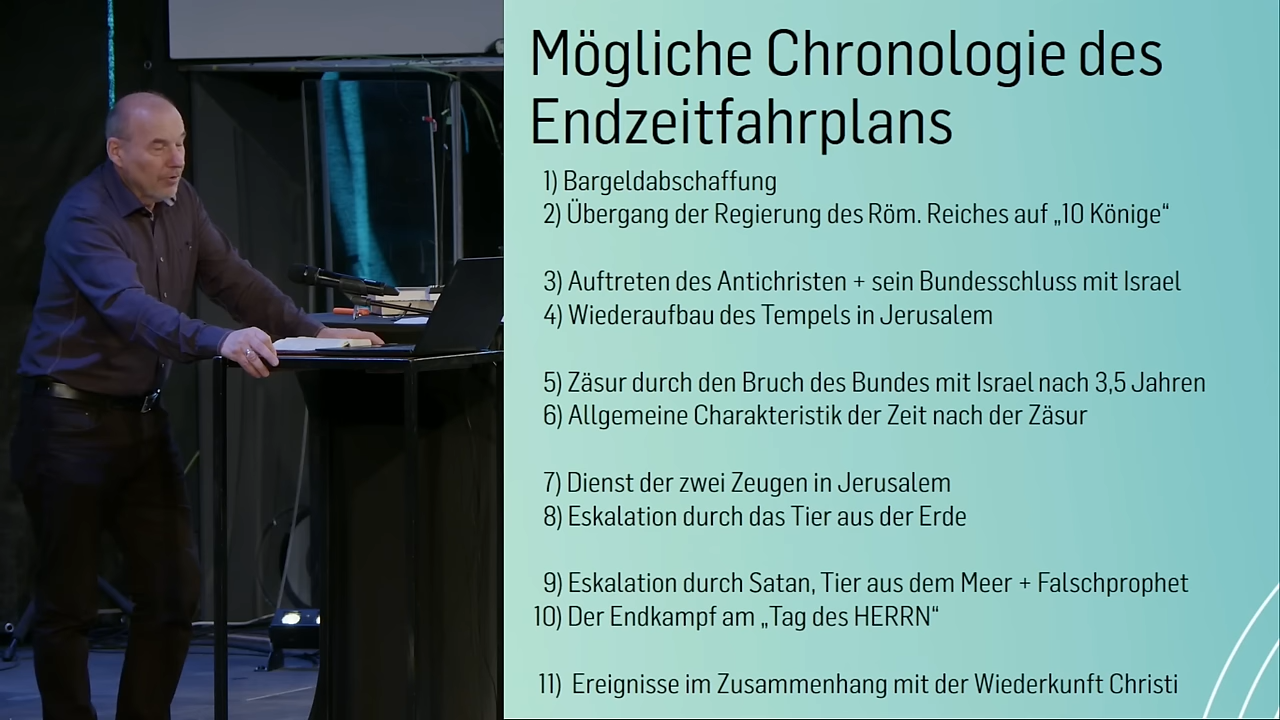 Mögliche Chronologie des
Endzeitfahrplans
1) Bargeldabschaffung
2) Übergang der Regierung des Röm. Reiches auf „10 Könige“
3) Auftreten des Antichristen + sein Bundesschluss mit Israel
4) Wiederaufbau des Tempels in Jerusalem
5) Zäsur durch den Bruch des Bundes mit Israel nach 3,5 Jahren
6) Allgemeine Charakteristik der Zeit nach der Zäsur
7) Dienst der zwei Zeugen in Jerusalem
8) Eskalation durch das Tier aus der Erde
9) Eskalation durch Satan, Tier aus dem Meer + Falschprophet
10) Der Endkampf am „Tag des HERRN“
11) Ereignisse im Zusammenhang mit der Wiederkunft Christi